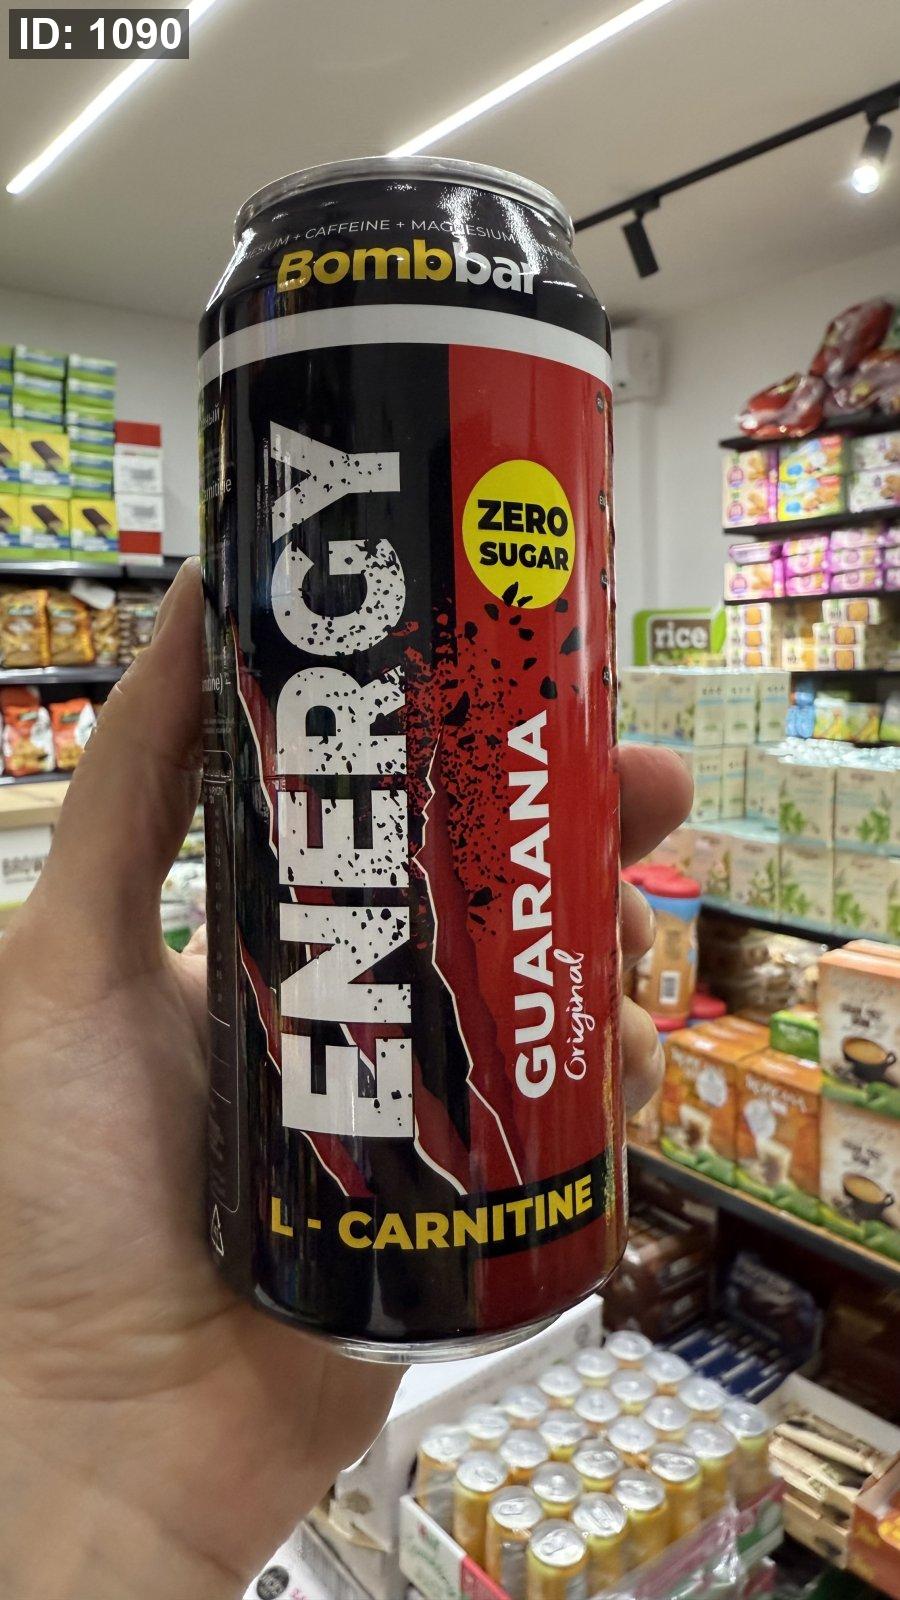 ID: 1090
+ CAFFEINE + MAGNESIUM
Bombbar
ENERGY
ZERO
SUGAR
GUARANA
Original
L - CARNITINE
rice